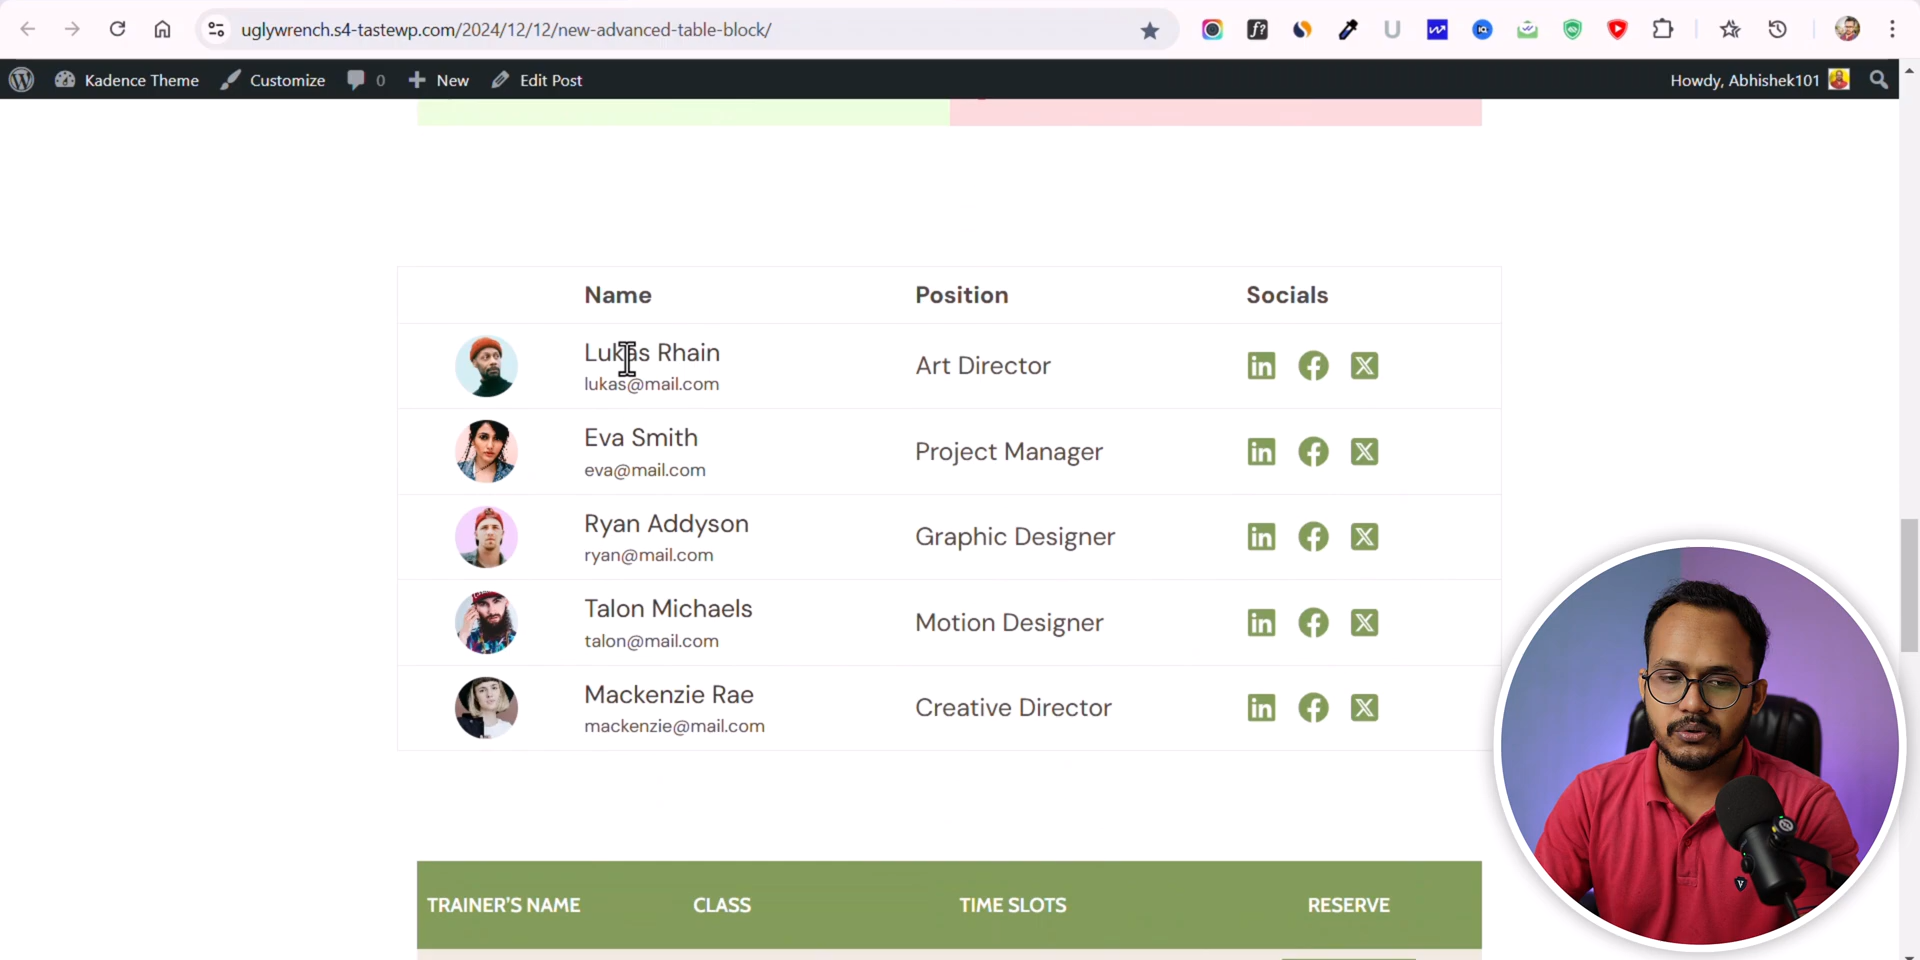 uglywrench.s4-tastewp.com/2024/12/12/new-advanced-table-block/
Kadence Theme Customize 0 New Edit Post Howdy, Abhishek101
Name Position Socials
Lukas Rhain
lukas@mail.com
Art Director
Eva Smith
eva@mail.com
Project Manager
Ryan Addyson
ryan@mail.com
Graphic Designer
Talon Michaels
talon@mail.com
Motion Designer
Mackenzie Rae
mackenzie@mail.com
Creative Director
TRAINER'S NAME CLASS TIME SLOTS RESERVE